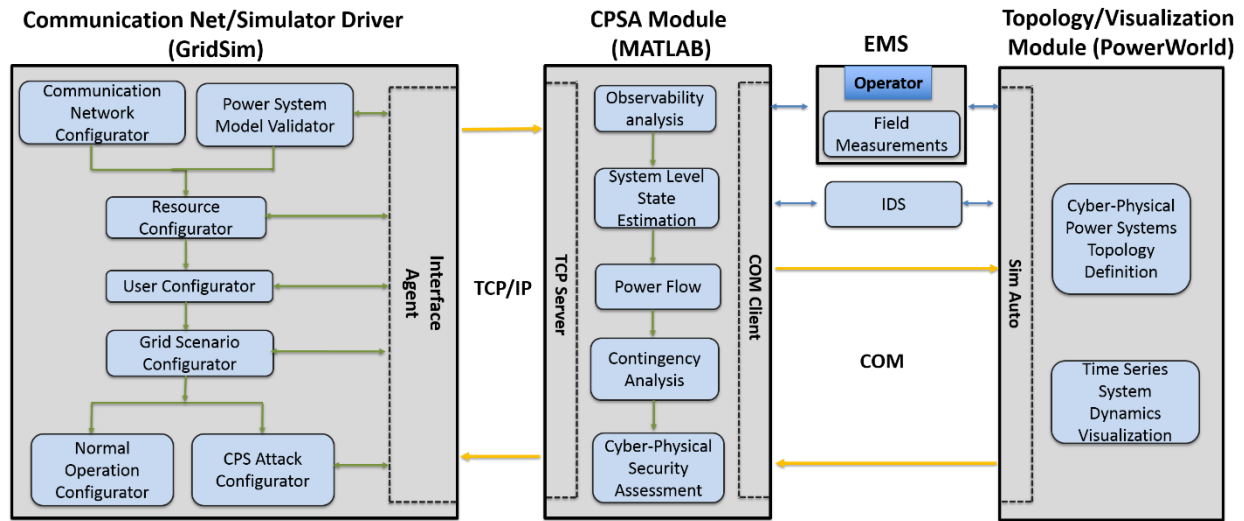 Communication Net/Simulator Driver
(GridSim)
Communication
Network
Configurator
Power System
Model Validator
Resource
Configurator
User Configurator
Grid Scenario
Configurator
Normal
Operation
Configurator
CPS Attack
Configurator
Interface
Agent
TCP/IP
CPSA Module
(MATLAB)
TCP Server
Observability
analysis
System Level
State
Estimation
Power Flow
Contingency
Analysis
Cyber-Physical
Security
Assessment
COM Client
EMS
Operator
Field
Measurements
IDS
COM
Topology/Visualization
Module (PowerWorld)
Sim Auto
Cyber-Physical
Power Systems
Topology
Definition
Time Series
System
Dynamics
Visualization